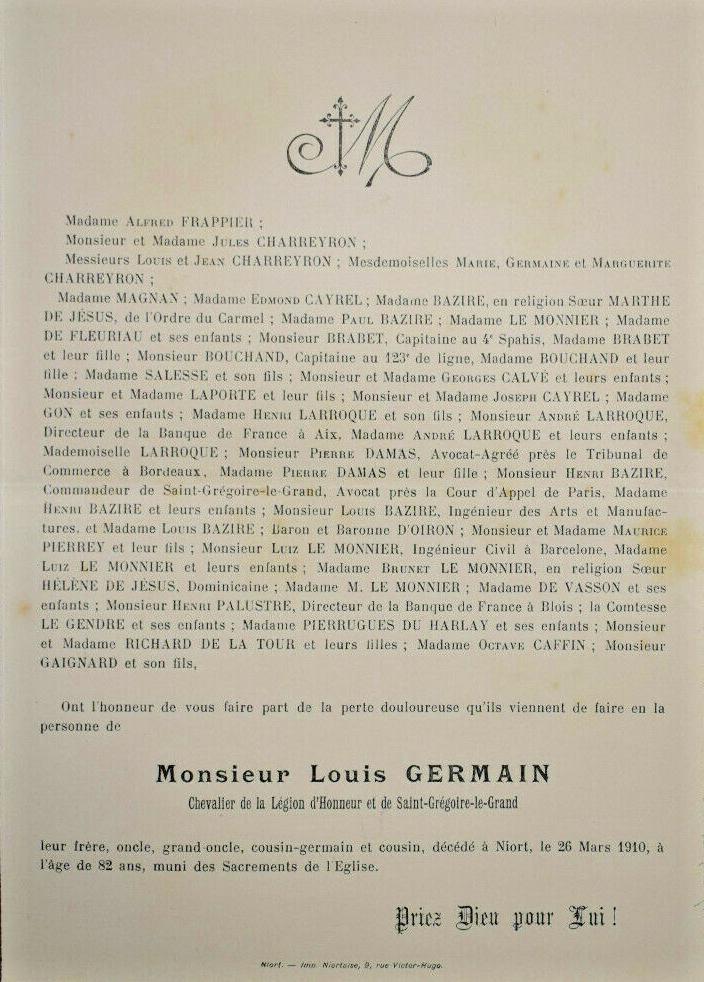 M
Madame ALFRED FRAPPIER ;
Monsieur et Madame JULES CHARREYRON ;
Messieurs LOUIS et JEAN CHARREYRON ; Mesdemoiselles MARIE, GERMAINE et MARGUERITE
CHARREYRON ;
Madame MAGNAN ; Madame EDMOND CAYREL ; Madame BAZIRE, en religion Sœur MARTHE
DE JÉSUS, de l'Ordre du Carmel ; Madame PAUL BAZIRE ; Madame LE MONNIER ; Madame
DE FLEURIAU et ses enfants ; Monsieur BRABET, Capitaine au 4e Spahis, Madame BRABET
et leur fille ; Monsieur BOUCHAND, Capitaine au 123e de ligne, Madame BOUCHAND et leur
fille ; Madame SALESSE et son fils ; Monsieur et Madame GEORGES CALVÉ et leurs enfants ;
Monsieur et Madame LAPORTE et leur fils ; Monsieur et Madame JOSEPH CAYREL ; Madame
GON et ses enfants ; Madame HENRI LARROQUE et son fils ; Monsieur ANDRÉ LARROQUE,
Directeur de la Banque de France à Aix, Madame ANDRÉ LARROQUE et leurs enfants ;
Mademoiselle LARROQUE ; Monsieur PIERRE DAMAS, Avocat-Agréé près le Tribunal de
Commerce à Bordeaux, Madame PIERRE DAMAS et leur fille ; Monsieur HENRI BAZIRE,
Commandeur de Saint-Grégoire-le-Grand, Avocat près la Cour d'Appel de Paris, Madame
HENRI BAZIRE et leurs enfants ; Monsieur LOUIS BAZIRE, Ingénieur des Arts et Manufac-
tures, et Madame LOUIS BAZIRE ; Baron et Baronne D'OIRON ; Monsieur et Madame MAURICE
PIERREY et leur fils ; Monsieur LUIZ LE MONNIER, Ingénieur Civil à Barcelone, Madame
LUIZ LE MONNIER et leurs enfants ; Madame BRUNET LE MONNIER, en religion Sœur
HÉLÈNE DE JÉSUS, Dominicaine ; Madame M. LE MONNIER ; Madame DE VASSON et ses
enfants ; Monsieur HENRI PALUSTRE, Directeur de la Banque de France à Blois ; la Comtesse
LE GENDRE et ses enfants ; Madame PIERRUGUES DU HARLAY et ses enfants ; Monsieur
et Madame RICHARD DE LA TOUR et leurs filles ; Madame OCTAVE CAFFIN ; Monsieur
GAIGNARD et son fils,
Ont l'honneur de vous faire part de la perte douloureuse qu'ils viennent de faire en la
personne de
Monsieur Louis GERMAIN
Chevalier de la Légion d'Honneur et de Saint-Grégoire-le-Grand
leur frère, oncle, grand-oncle, cousin-germain et cousin, décédé à Niort, le 26 Mars 1910, à
l'âge de 82 ans, muni des Sacrements de l'Eglise.
Priez Dieu pour Lui !
Niort. — Imp. Niortaise, 9, rue Victor-Hugo.